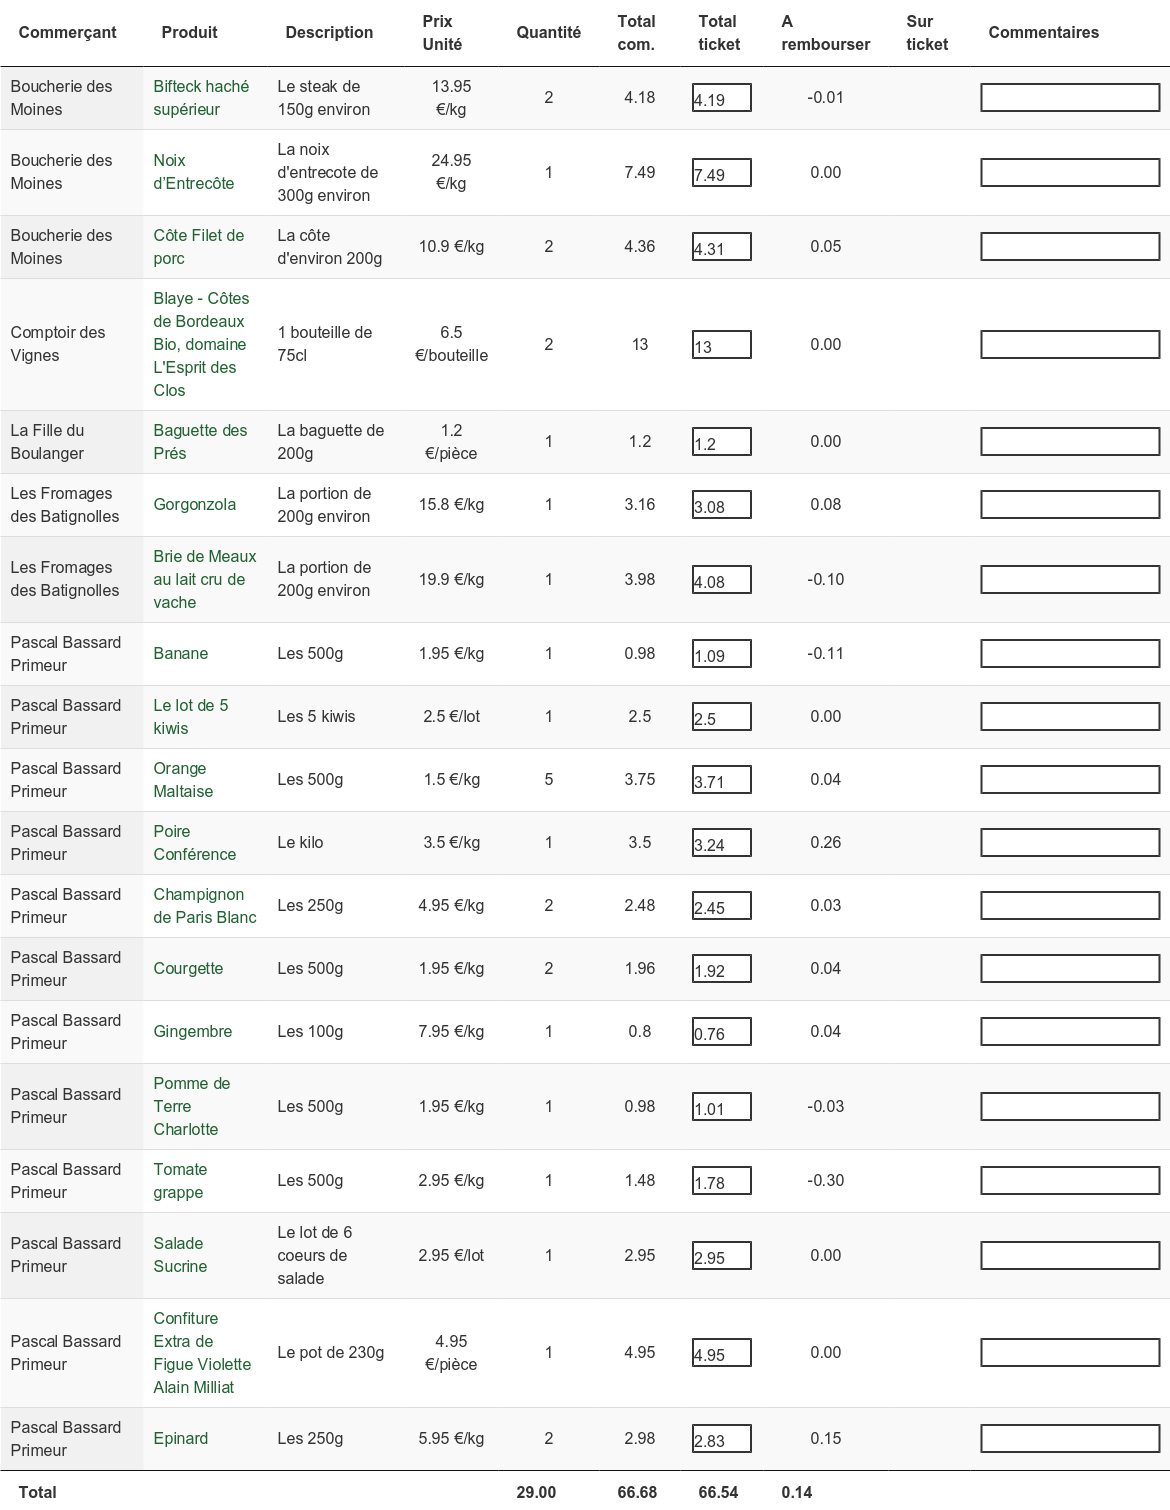 Commerçant Produit Description Prix Unité Quantité Total com. Total ticket A rembourser Sur ticket Commentaires
Boucherie des Moines Bifteck haché supérieur Le steak de 150g environ 13.95 €/kg 2 4.18 4.19 -0.01
Boucherie des Moines Noix d'Entrecôte La noix d'entrecote de 300g environ 24.95 €/kg 1 7.49 7.49 0.00
Boucherie des Moines Côte Filet de porc La côte d'environ 200g 10.9 €/kg 2 4.36 4.31 0.05
Comptoir des Vignes Blaye - Côtes de Bordeaux Bio, domaine L'Esprit des Clos 1 bouteille de 75cl 6.5 €/bouteille 2 13 13 0.00
La Fille du Boulanger Baguette des Prés La baguette de 200g 1.2 €/pièce 1 1.2 1.2 0.00
Les Fromages des Batignolles Gorgonzola La portion de 200g environ 15.8 €/kg 1 3.16 3.08 0.08
Les Fromages des Batignolles Brie de Meaux au lait cru de vache La portion de 200g environ 19.9 €/kg 1 3.98 4.08 -0.10
Pascal Bassard Primeur Banane Les 500g 1.95 €/kg 1 0.98 1.09 -0.11
Pascal Bassard Primeur Le lot de 5 kiwis Les 5 kiwis 2.5 €/lot 1 2.5 2.5 0.00
Pascal Bassard Primeur Orange Maltaise Les 500g 1.5 €/kg 5 3.75 3.71 0.04
Pascal Bassard Primeur Poire Conférence Le kilo 3.5 €/kg 1 3.5 3.24 0.26
Pascal Bassard Primeur Champignon de Paris Blanc Les 250g 4.95 €/kg 2 2.48 2.45 0.03
Pascal Bassard Primeur Courgette Les 500g 1.95 €/kg 2 1.96 1.92 0.04
Pascal Bassard Primeur Gingembre Les 100g 7.95 €/kg 1 0.8 0.76 0.04
Pascal Bassard Primeur Pomme de Terre Charlotte Les 500g 1.95 €/kg 1 0.98 1.01 -0.03
Pascal Bassard Primeur Tomate grappe Les 500g 2.95 €/kg 1 1.48 1.78 -0.30
Pascal Bassard Primeur Salade Sucrine Le lot de 6 coeurs de salade 2.95 €/lot 1 2.95 2.95 0.00
Pascal Bassard Primeur Confiture Extra de Figue Violette Alain Milliat Le pot de 230g 4.95 €/pièce 1 4.95 4.95 0.00
Pascal Bassard Primeur Epinard Les 250g 5.95 €/kg 2 2.98 2.83 0.15
Total 29.00 66.68 66.54 0.14